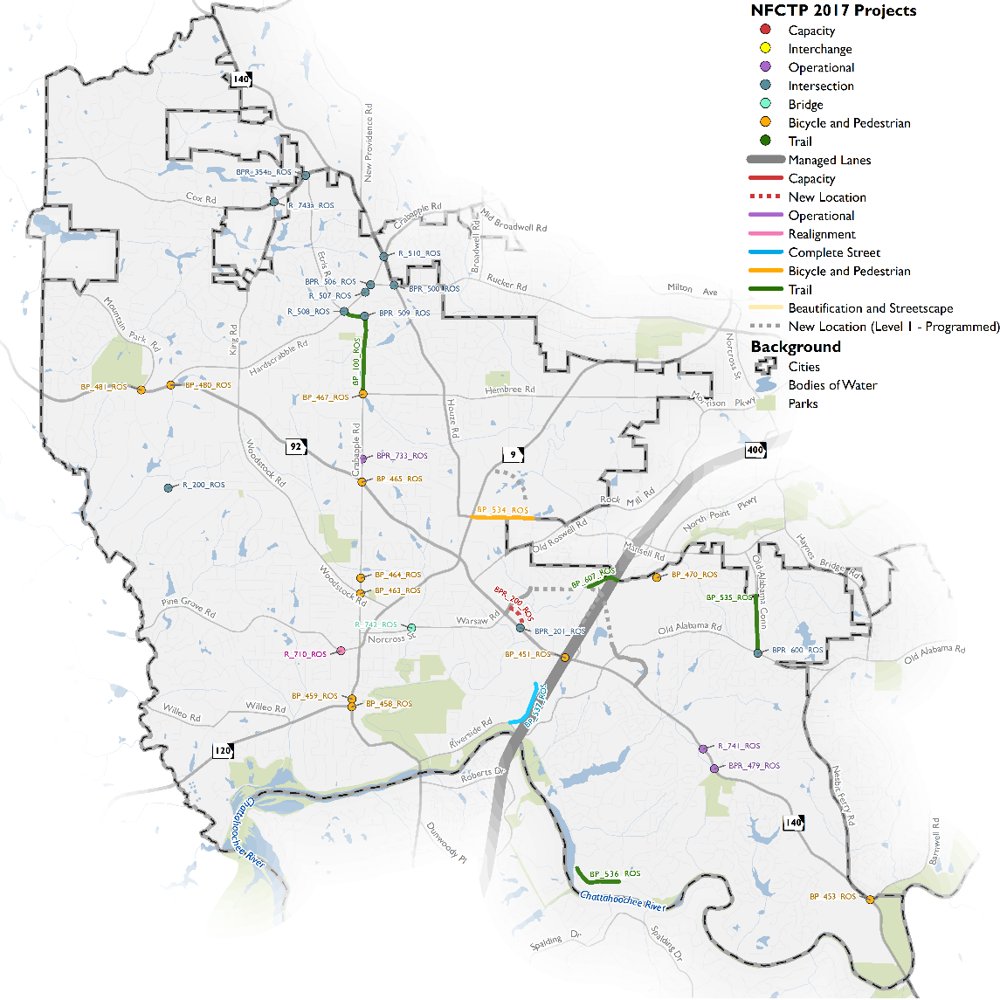 NFCTP 2017 Projects
Capacity
Interchange
Operational
Intersection
Bridge
Bicycle and Pedestrian
Trail
Managed Lanes
Capacity
New Location
Operational
Realignment
Complete Street
Bicycle and Pedestrian
Trail
Beautification and Streetscape
New Location (Level 1 - Programmed)
Background
Cities
Bodies of Water
Parks
140
New Providence Rd
BPR_354b_ROS
Cox Rd
R_743a_ROS
Crabapple Rd
Mid Broadwell Rd
Broadwell Rd
Etris R
R_510_ROS
BPR_506_ROS
BPR_500_ROS
Rucker Rd
R_507_ROS
Milton Ave
R_508_ROS
BPR_509_ROS
Mountain Park Rd
King Rd
Hardscrabble Rd
BP_100_ROS
Norcross St
BP_481_ROS
BP_480_ROS
BP_467_ROS
Hembree Rd
Morrison Pkwy
Houze Rd
92
9
400
Crabapple Rd
BPR_733_ROS
Woodstock Rd
BP_465_ROS
R_200_ROS
BP_534_ROS
Rock Mill Rd
North Point Pkwy
Old Roswell Rd
Mansell Rd
Haynes Bridge Rd
Old Alabama Conn
BP_464_ROS
BP_607_ROS
BP_470_ROS
Woodstock Rd
BP_463_ROS
BP_535_ROS
Pine Grove Rd
BPR_200_ROS
R_742_ROS
Warsaw Rd
Norcross St
BPR_201_ROS
Old Alabama Rd
R_710_ROS
BP_451_ROS
BPR_600_ROS
Old Alabama Rd
BP_459_ROS
BP_458_ROS
BP_537_ROS
Willeo Rd
Willeo Rd
Riverside Rd
120
R_741_ROS
BPR_479_ROS
Roberts Dr
Nesbit Ferry Rd
Chattahoochee River
140
Dunwoody Pl
Barnwell Rd
BP_536_ROS
Chattahoochee River
BP_453_ROS
Spalding Dr
Spalding Dr